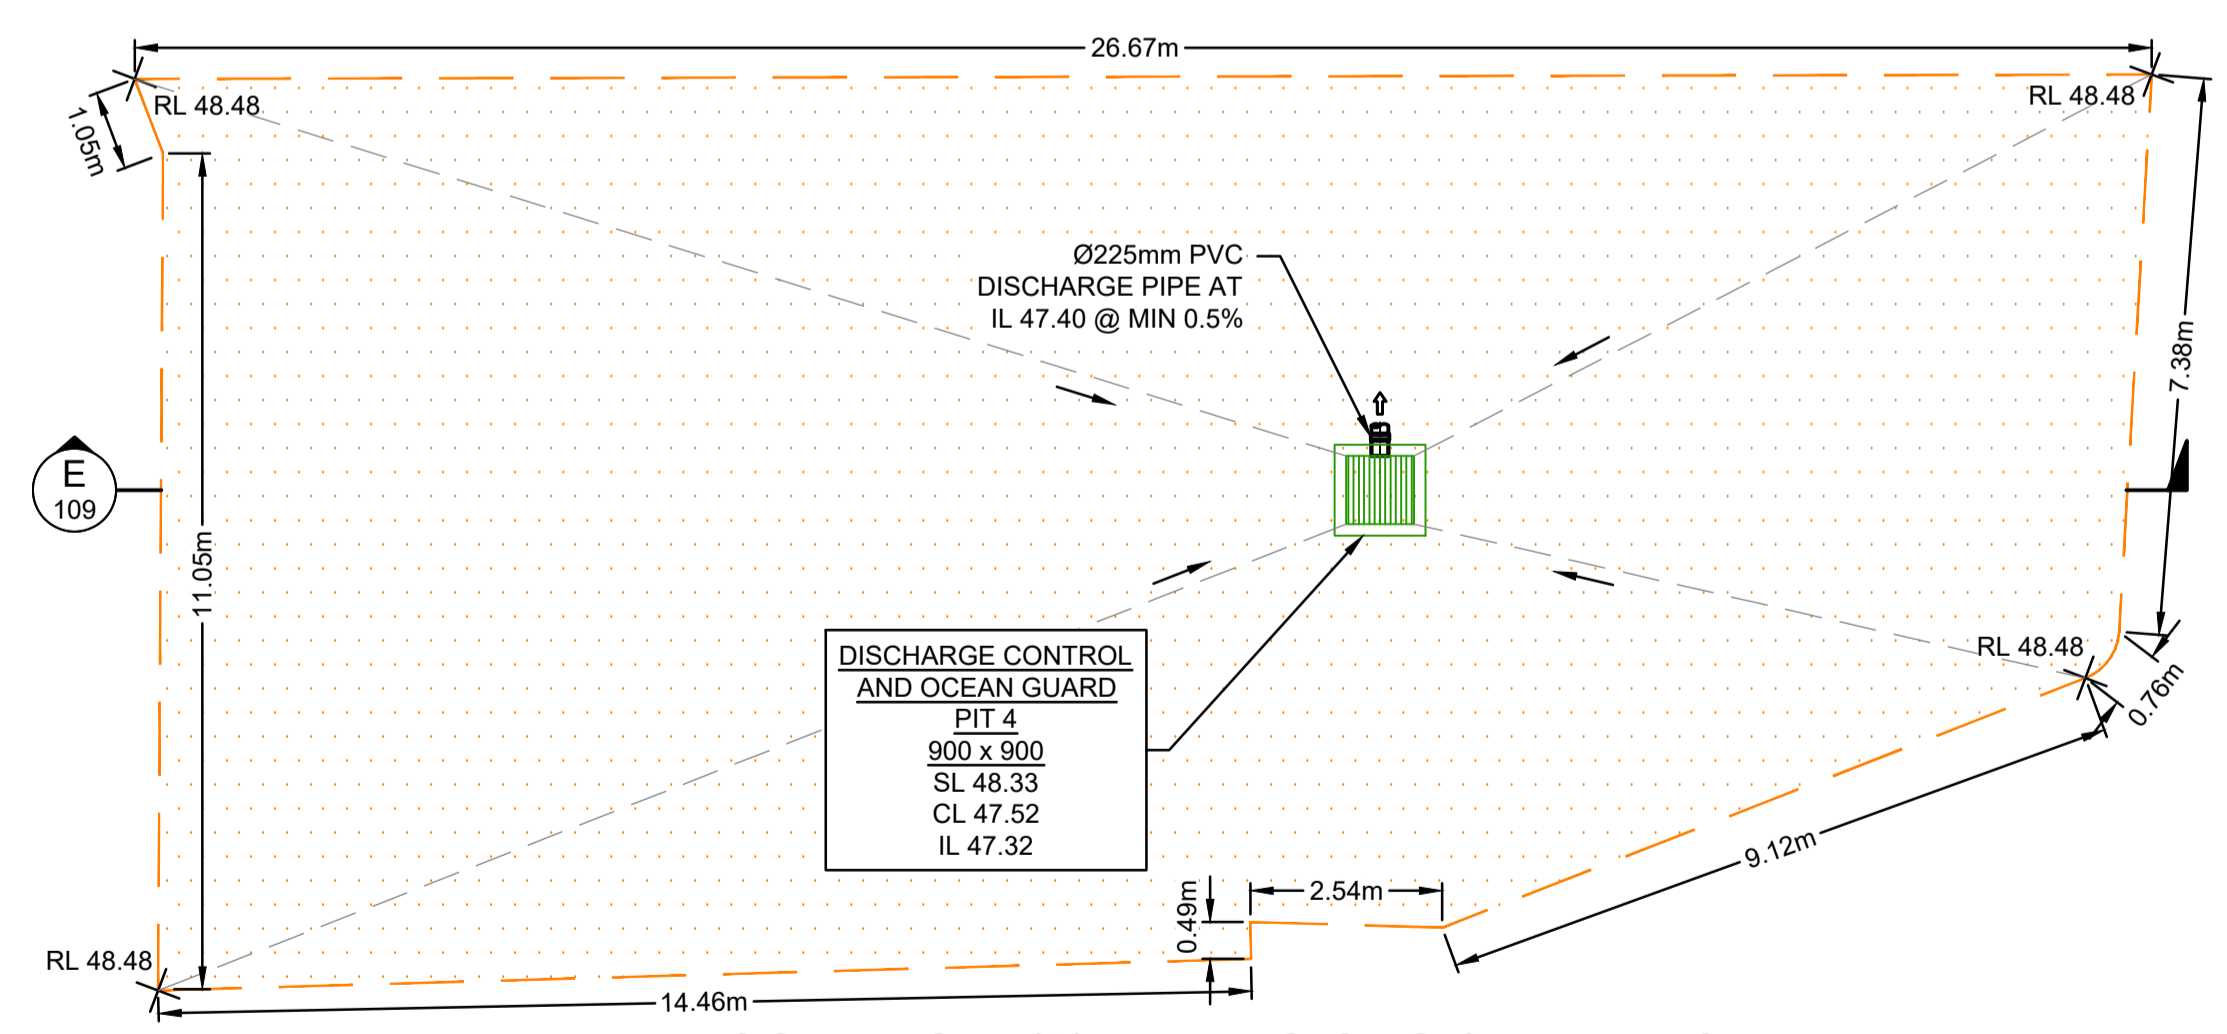 26.67m
RL 48.48
RL 48.48
1.05m
Ø225mm PVC
DISCHARGE PIPE AT
IL 47.40 @ MIN 0.5%
7.38m
E
109
11.05m
DISCHARGE CONTROL
AND OCEAN GUARD
PIT 4
900 x 900
SL 48.33
CL 47.52
IL 47.32
RL 48.48
0.76m
9.12m
2.54m
0.49m
RL 48.48
14.46m